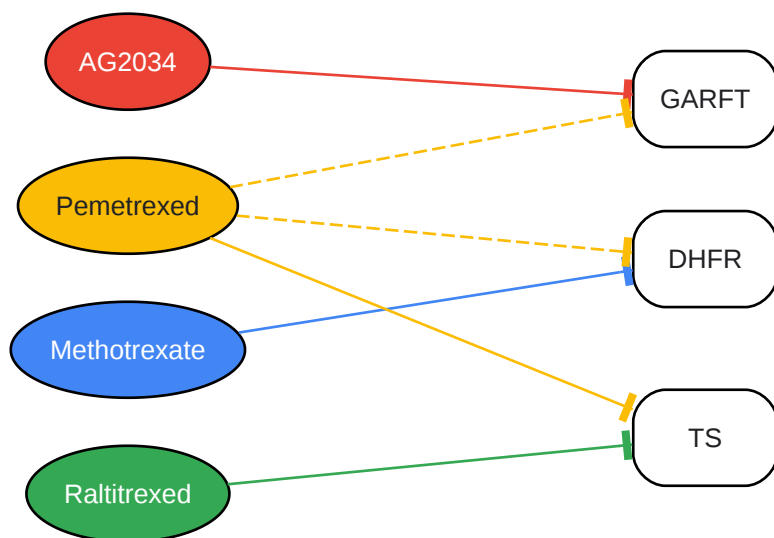 AG2034
GARFT
Pemetrexed
DHFR
Methotrexate
TS
Raltitrexed